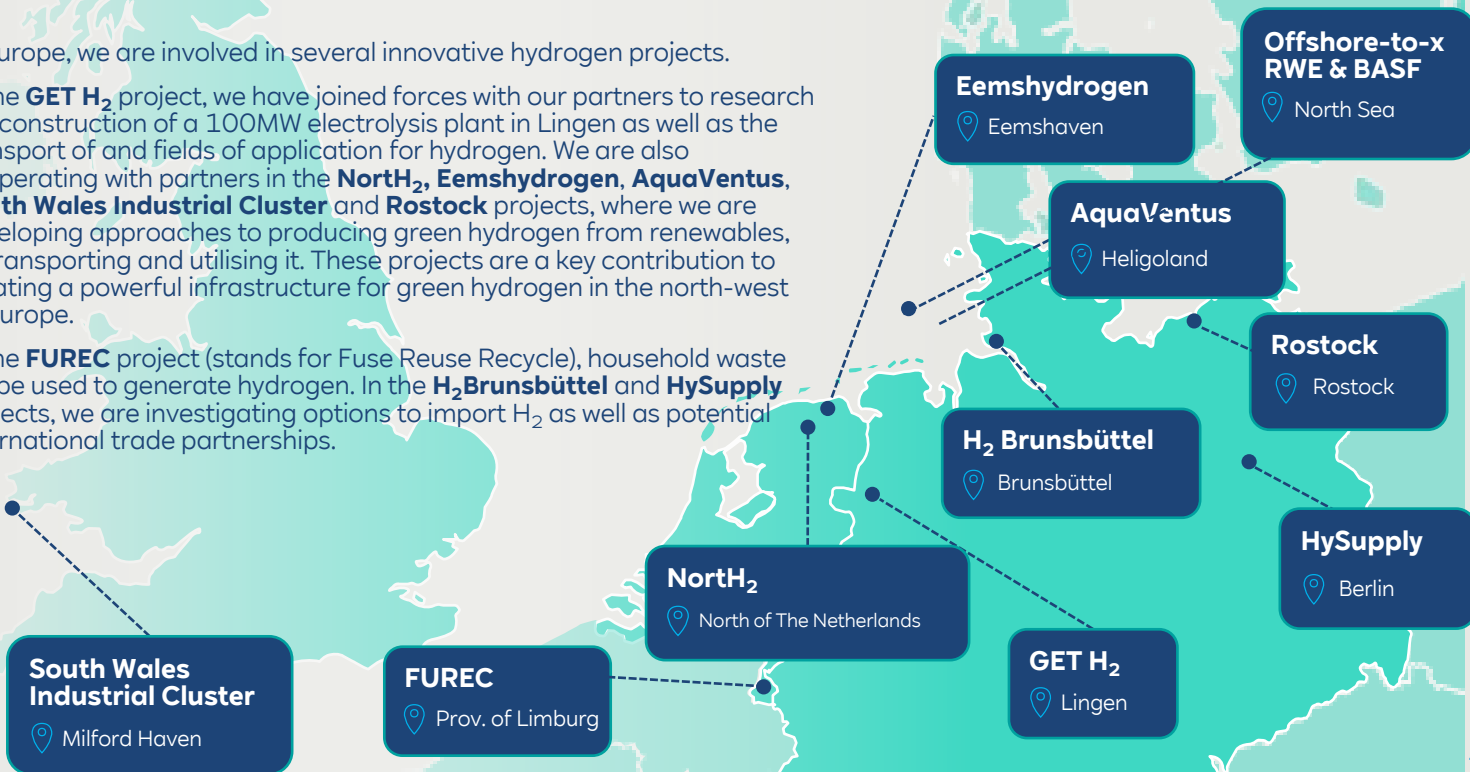 urope, we are involved in several innovative hydrogen projects.
ne GET H₂ project, we have joined forces with our partners to research
construction of a 100MW electrolysis plant in Lingen as well as the
nsport of and fields of application for hydrogen. We are also
perating with partners in the NortH₂, Eemshydrogen, AquaVentus,
th Wales Industrial Cluster and Rostock projects, where we are
eloping approaches to producing green hydrogen from renewables,
ransporting and utilising it. These projects are a key contribution to
ating a powerful infrastructure for green hydrogen in the north-west
urope.
ne FUREC project (stands for Fuse Reuse Recycle), household waste
be used to generate hydrogen. In the H₂Brunsbüttel and HySupply
ects, we are investigating options to import H₂ as well as potential
rnational trade partnerships.
Offshore-to-x
RWE & BASF
North Sea
Eemshydrogen
Eemshaven
AquaVentus
Heligoland
Rostock
Rostock
H₂ Brunsbüttel
Brunsbüttel
HySupply
Berlin
NortH₂
North of The Netherlands
GET H₂
Lingen
FUREC
Prov. of Limburg
South Wales
Industrial Cluster
Milford Haven